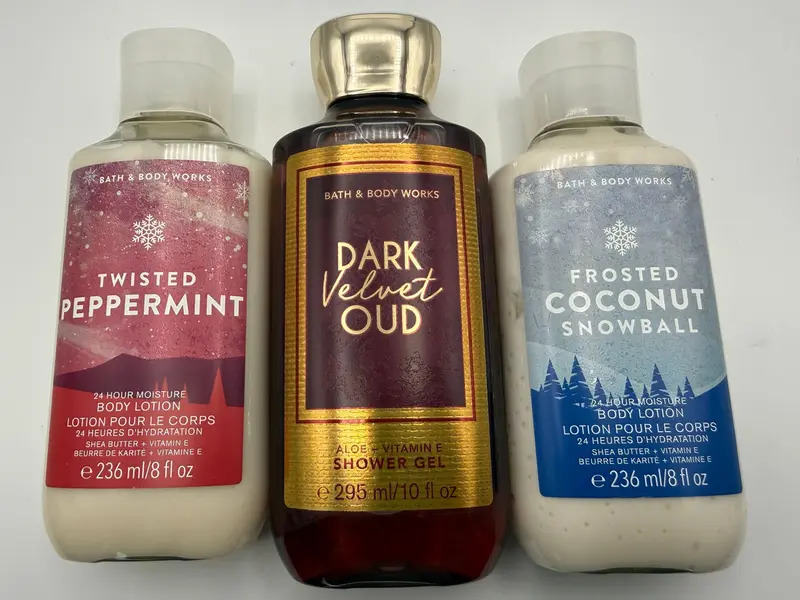 BATH & BODY WORKS
TWISTED
PEPPERMINT
24 HOUR MOISTURE
BODY LOTION
LOTION POUR LE CORPS
24 HEURES D'HYDRATATION
SHEA BUTTER + VITAMIN E
BEURRE DE KARITÉ + VITAMINE E
℮ 236 ml/8 fl oz
BATH & BODY WORKS
DARK
Velvet
OUD
ALOE + VITAMIN E
SHOWER GEL
℮ 295 ml/10 fl oz
BATH & BODY WORKS
FROSTED
COCONUT
SNOWBALL
24 HOUR MOISTURE
BODY LOTION
LOTION POUR LE CORPS
24 HEURES D'HYDRATATION
SHEA BUTTER + VITAMIN E
BEURRE DE KARITÉ + VITAMINE E
℮ 236 ml/8 fl oz